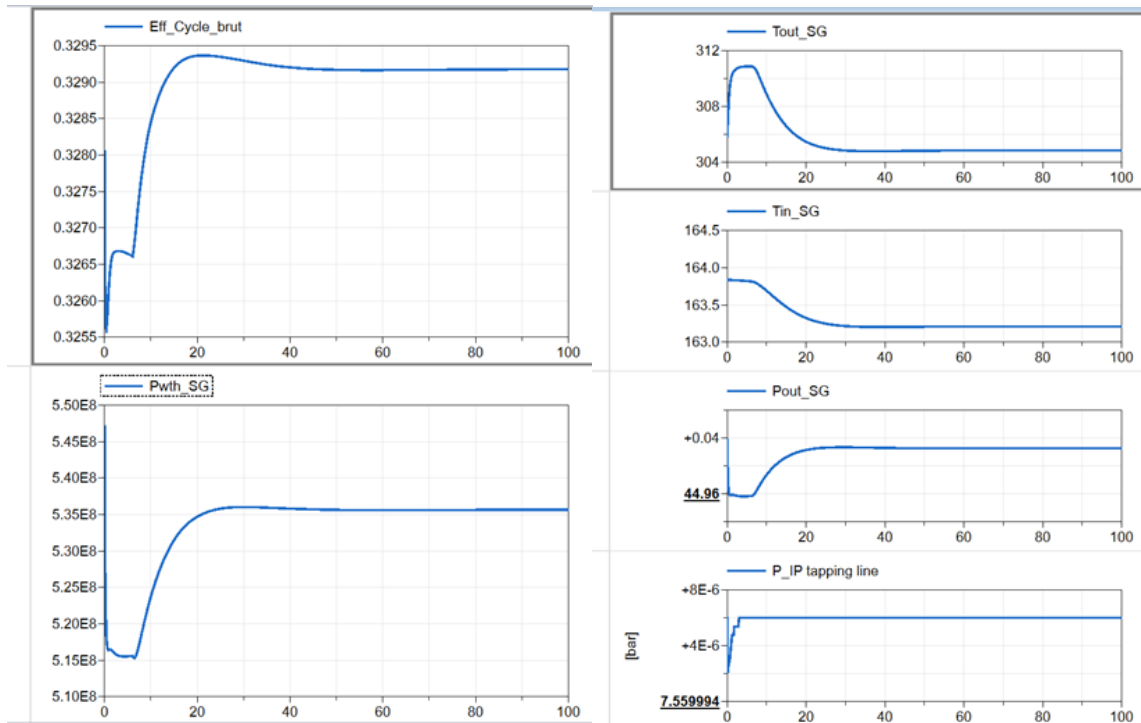 Eff_Cycle_brut
0.3295
0.3290
0.3285
0.3280
0.3275
0.3270
0.3265
0.3260
0.3255
0 20 40 60 80 100
Pwth_SG
5.50E8
5.45E8
5.40E8
5.35E8
5.30E8
5.25E8
5.20E8
5.15E8
5.10E8
0 20 40 60 80 100
Tout_SG
312
308
304
0 20 40 60 80 100
Tin_SG
164.5
164.0
163.5
163.0
0 20 40 60 80 100
Pout_SG
+0.04
44.96
0 20 40 60 80 100
P_IP tapping line
+8E-6
+4E-6
[bar]
7.559994
0 20 40 60 80 100